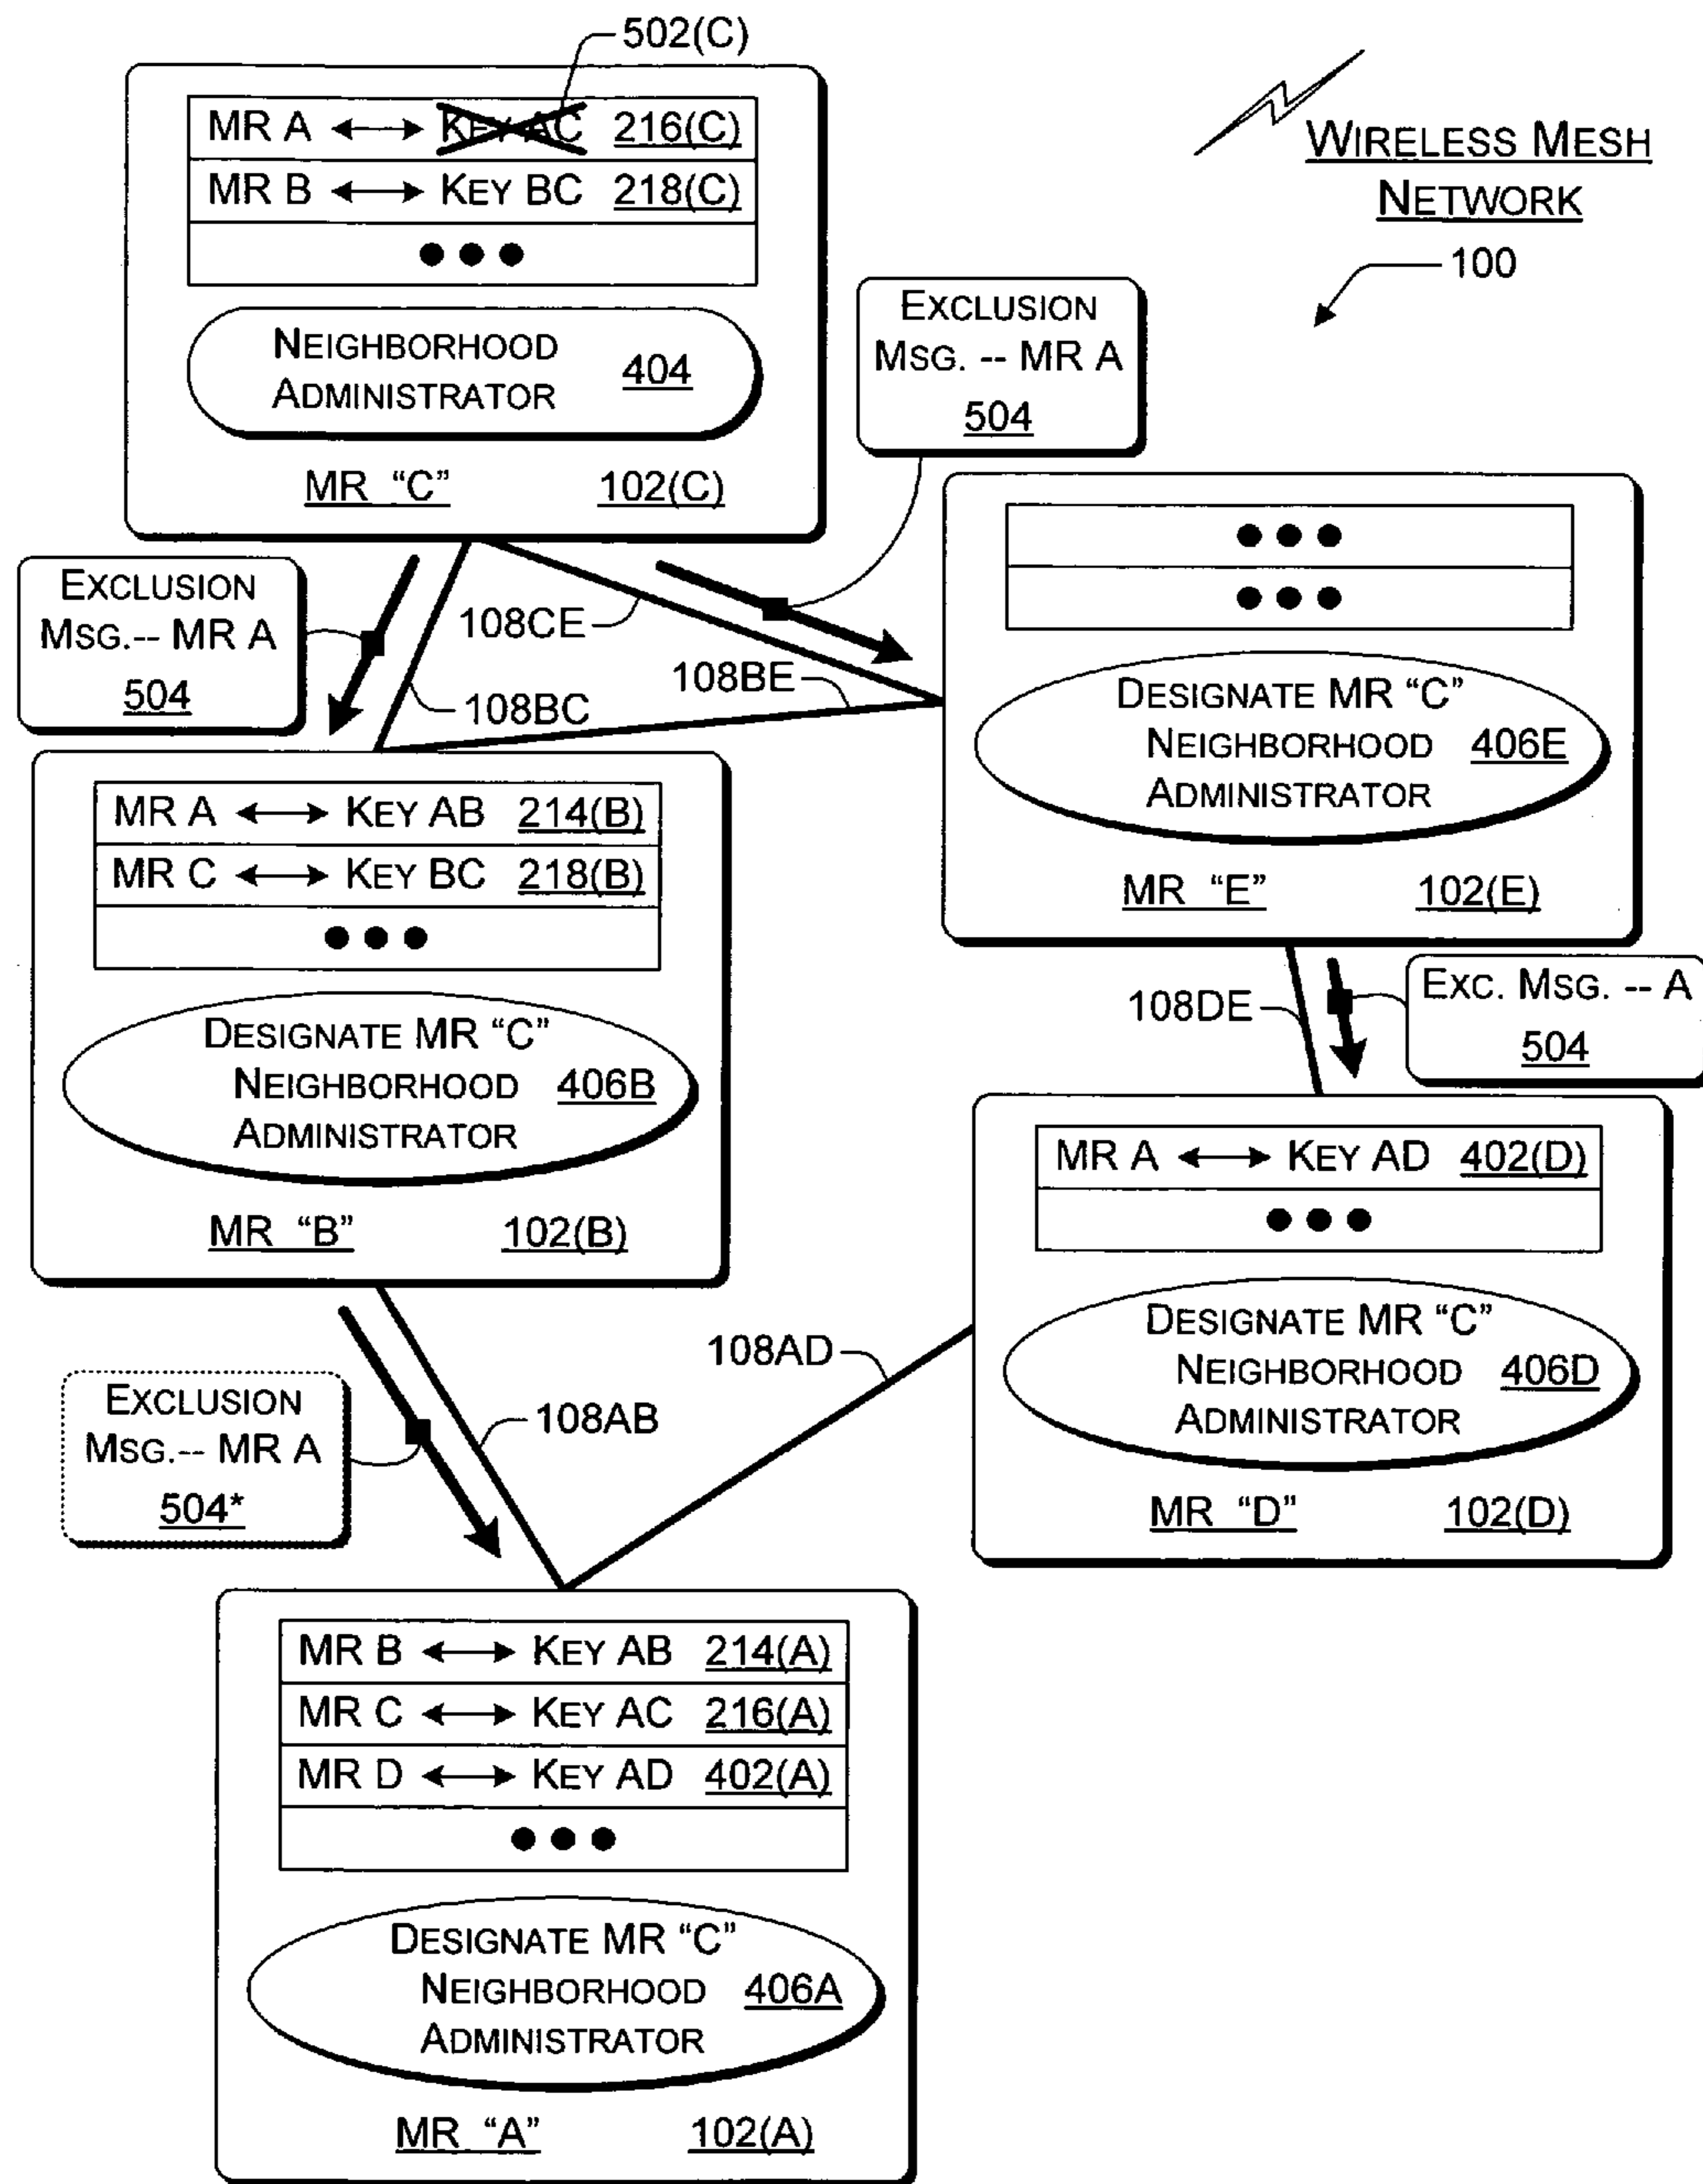 502(C)
MR A ↔ KEY AC 216(C)
MR B ↔ KEY BC 218(C)
● ● ●
NEIGHBORHOOD
ADMINISTRATOR
404
MR “C” 102(C)
WIRELESS MESH
NETWORK
100
EXCLUSION
MSG. -- MR A
504
EXCLUSION
MSG.-- MR A
504
108CE
108BC
108BE
● ● ●
● ● ●
DESIGNATE MR “C”
NEIGHBORHOOD 406E
ADMINISTRATOR
MR “E” 102(E)
MR A ↔ KEY AB 214(B)
MR C ↔ KEY BC 218(B)
● ● ●
DESIGNATE MR “C”
NEIGHBORHOOD 406B
ADMINISTRATOR
MR “B” 102(B)
108DE
EXC. MSG. -- A
504
MR A ↔ KEY AD 402(D)
● ● ●
DESIGNATE MR “C”
NEIGHBORHOOD 406D
ADMINISTRATOR
MR “D” 102(D)
EXCLUSION
MSG.-- MR A
504*
108AB
108AD
MR B ↔ KEY AB 214(A)
MR C ↔ KEY AC 216(A)
MR D ↔ KEY AD 402(A)
● ● ●
DESIGNATE MR “C”
NEIGHBORHOOD 406A
ADMINISTRATOR
MR “A” 102(A)